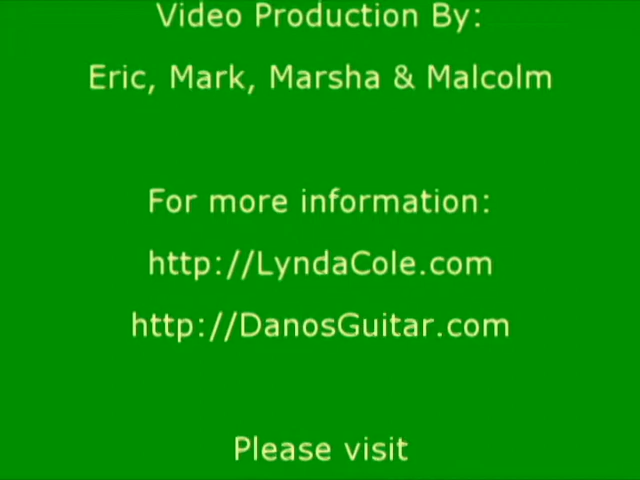 Video Production By:
Eric, Mark, Marsha & Malcolm
For more information:
http://LyndaCole.com
http://DanosGuitar.com
Please visit